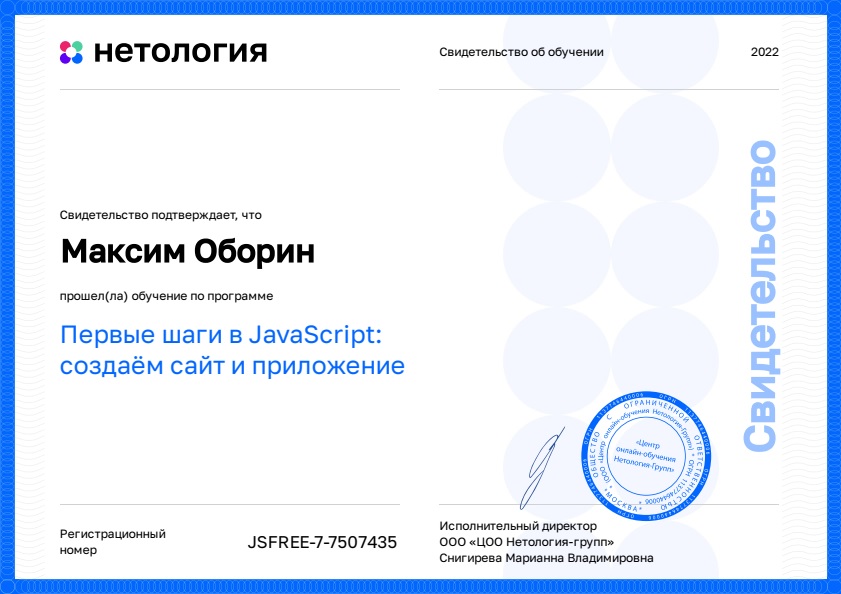 нетология
Свидетельство об обучении
2022
Свидетельство
Свидетельство подтверждает, что
Максим Оборин
прошел(ла) обучение по программе
Первые шаги в JavaScript:
создаём сайт и приложение
ОБЩЕСТВО С ОГРАНИЧЕННОЙ ОТВЕТСТВЕННОСТЬЮ
* МОСКВА *
«Центр
онлайн-обучения
Нетология-Групп»
Регистрационный
номер
JSFREE-7-7507435
Исполнительный директор
ООО «ЦОО Нетология-групп»
Снигирева Марианна Владимировна